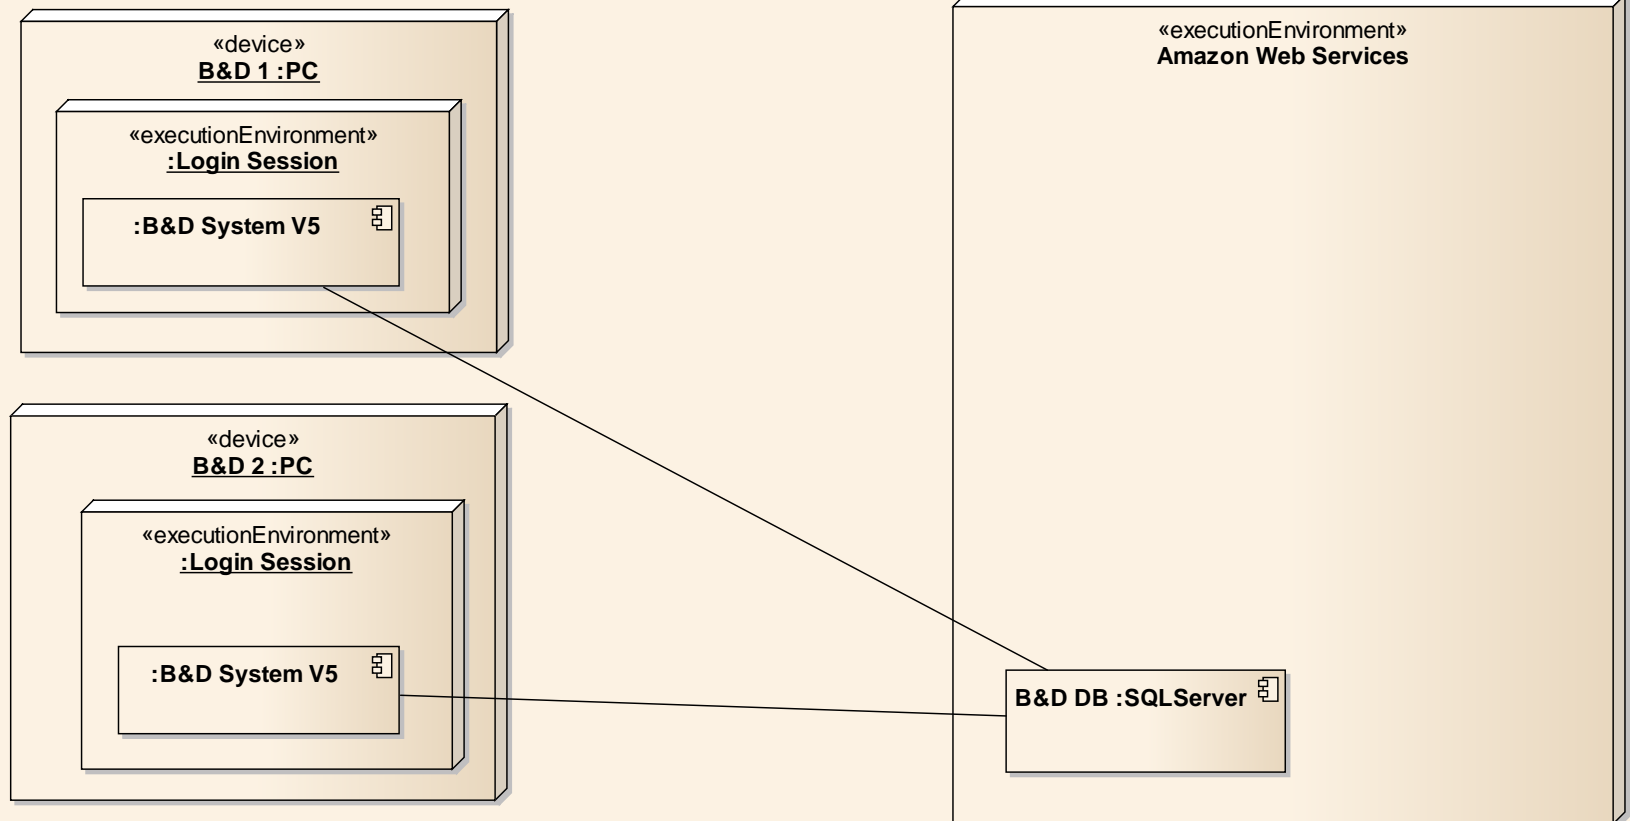 «device»
B&D 1 :PC
«executionEnvironment»
:Login Session
:B&D System V5
«executionEnvironment»
Amazon Web Services
«device»
B&D 2 :PC
«executionEnvironment»
:Login Session
:B&D System V5
B&D DB :SQLServer